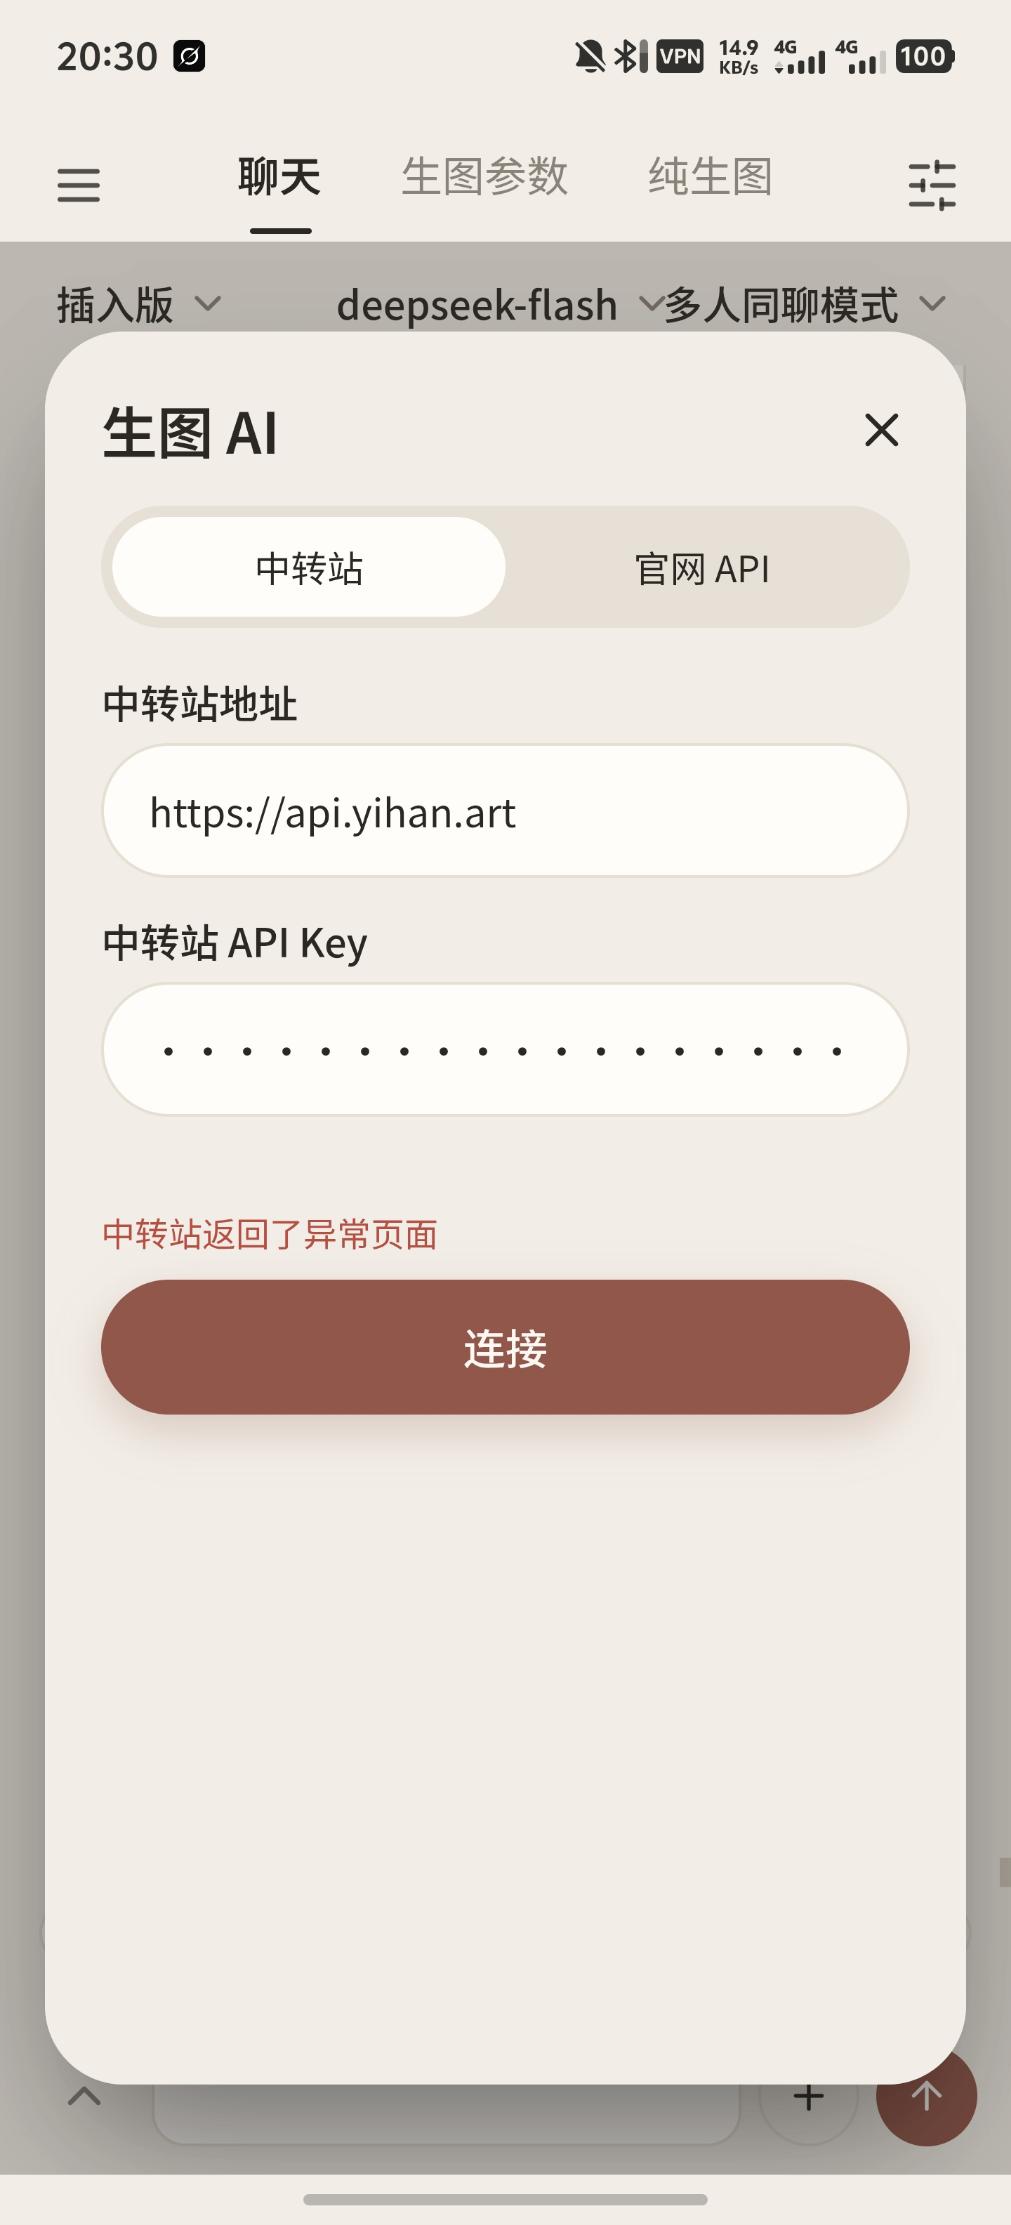 20:30
VPN 14.9 KB/s 4G 4G 100
聊天 生图参数 纯生图
插入版 deepseek-flash 多人同聊模式
生图 AI
中转站 官网 API
中转站地址
https://api.yihan.art
中转站 API Key
中转站返回了异常页面
连接